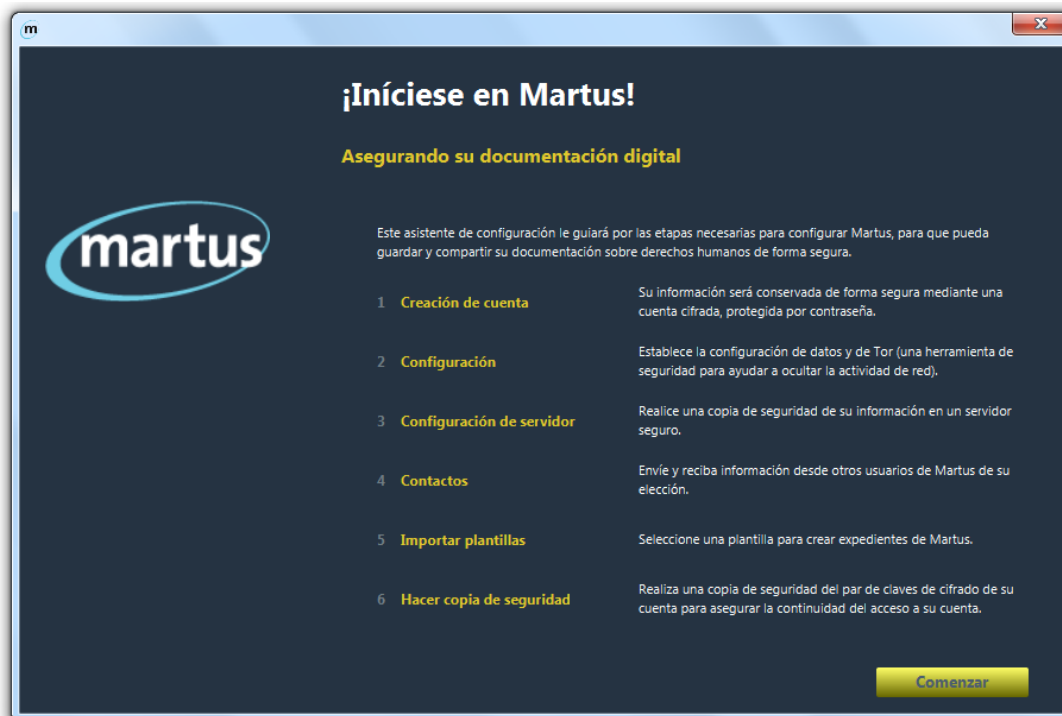 m
¡Iníciese en Martus!
Asegurando su documentación digital
martus
Este asistente de configuración le guiará por las etapas necesarias para configurar Martus, para que pueda
guardar y compartir su documentación sobre derechos humanos de forma segura.
1 Creación de cuenta
Su información será conservada de forma segura mediante una
cuenta cifrada, protegida por contraseña.
2 Configuración
Establece la configuración de datos y de Tor (una herramienta de
seguridad para ayudar a ocultar la actividad de red).
3 Configuración de servidor
Realice una copia de seguridad de su información en un servidor
seguro.
4 Contactos
Envíe y reciba información desde otros usuarios de Martus de su
elección.
5 Importar plantillas
Seleccione una plantilla para crear expedientes de Martus.
6 Hacer copia de seguridad
Realiza una copia de seguridad del par de claves de cifrado de su
cuenta para asegurar la continuidad del acceso a su cuenta.
Comenzar